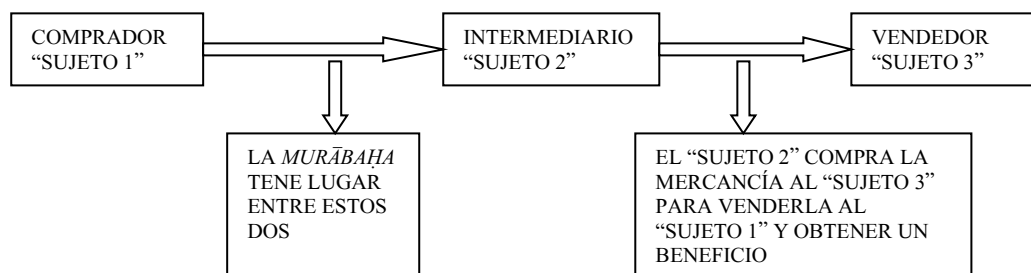 COMPRADOR
“SUJETO 1”
INTERMEDIARIO
“SUJETO 2”
VENDEDOR
“SUJETO 3”
LA MURĀBAḤA
TENE LUGAR
ENTRE ESTOS
DOS
EL “SUJETO 2” COMPRA LA
MERCANCÍA AL “SUJETO 3”
PARA VENDERLA AL
“SUJETO 1” Y OBTENER UN
BENEFICIO